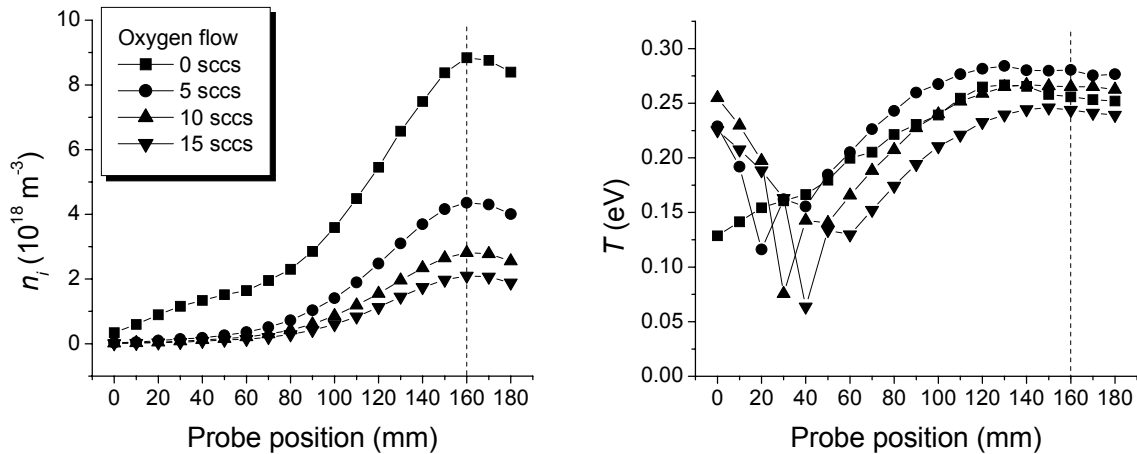 Oxygen flow
0 sccs
5 sccs
10 sccs
15 sccs
n_i (10^18 m^-3)
10
8
6
4
2
0
0 20 40 60 80 100 120 140 160 180
Probe position (mm)
T (eV)
0.30
0.25
0.20
0.15
0.10
0.05
0.00
0 20 40 60 80 100 120 140 160 180
Probe position (mm)